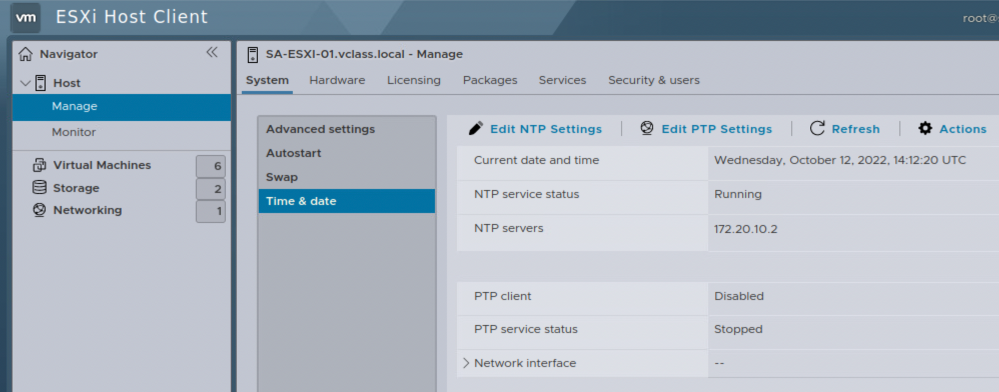 vm ESXi Host Client
root@
Navigator
Host
Manage
Monitor
Virtual Machines 6
Storage 2
Networking 1
SA-ESXI-01.vclass.local - Manage
System Hardware Licensing Packages Services Security & users
Advanced settings
Autostart
Swap
Time & date
Edit NTP Settings | Edit PTP Settings | Refresh | Actions
Current date and time Wednesday, October 12, 2022, 14:12:20 UTC
NTP service status Running
NTP servers 172.20.10.2
PTP client Disabled
PTP service status Stopped
Network interface --